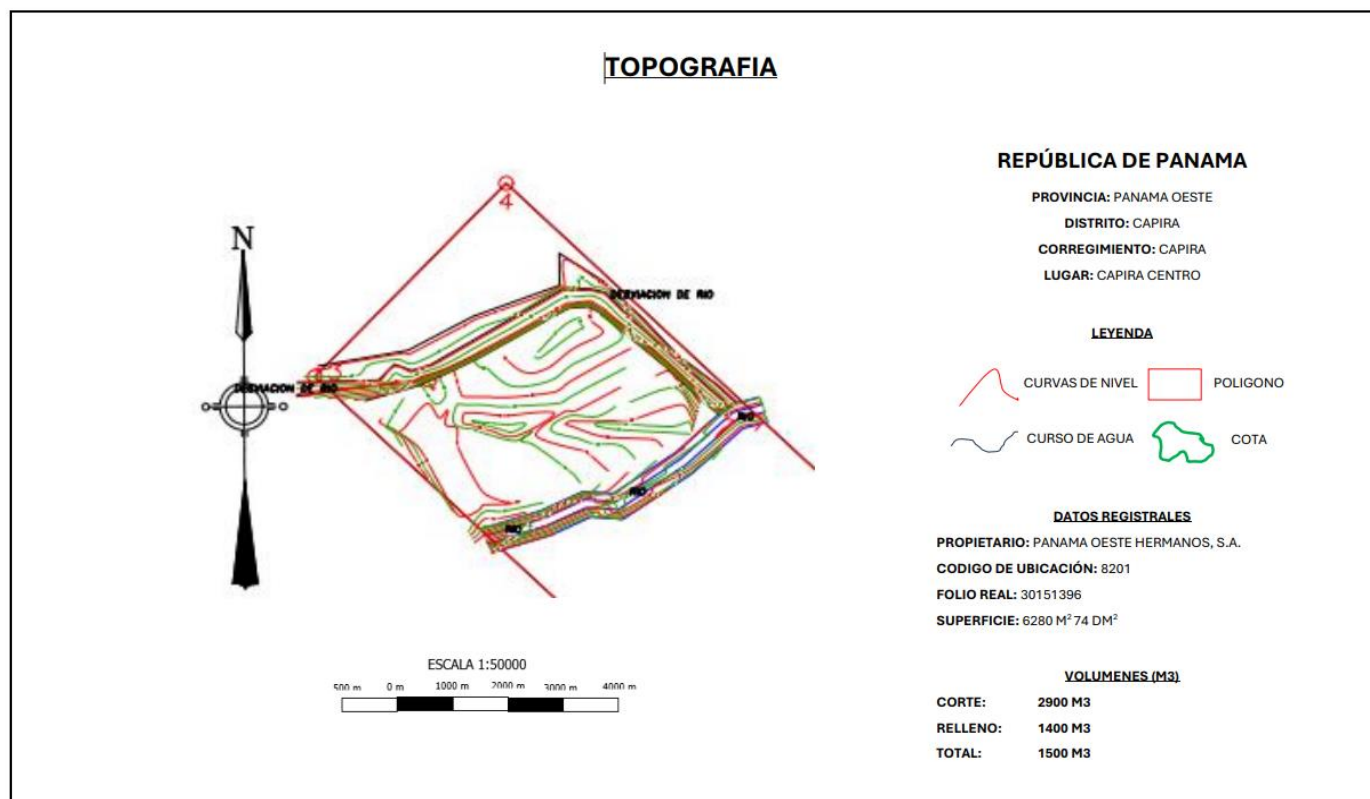 TOPOGRAFIA
REPÚBLICA DE PANAMA
PROVINCIA: PANAMA OESTE
DISTRITO: CAPIRA
CORREGIMIENTO: CAPIRA
LUGAR: CAPIRA CENTRO
LEYENDA
CURVAS DE NIVEL
POLIGONO
CURSO DE AGUA
COTA
DATOS REGISTRALES
PROPIETARIO: PANAMA OESTE HERMANOS, S.A.
CODIGO DE UBICACIÓN: 8201
FOLIO REAL: 30151396
SUPERFICIE: 6280 M² 74 DM²
VOLUMENES (M3)
CORTE: 2900 M3
RELLENO: 1400 M3
TOTAL: 1500 M3
N
4
DESVIACION DE RIO
DESVIACION DE RIO
RIO
RIO
RIO
ESCALA 1:50000
500 m 0 m 1000 m 2000 m 3000 m 4000 m